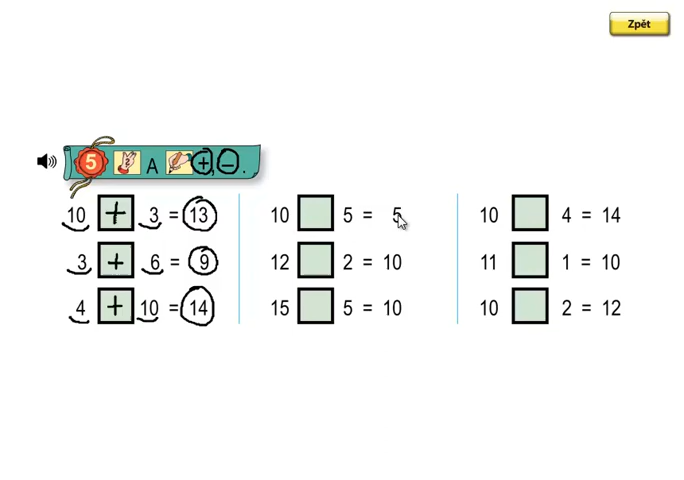 Zpět
5 A +, − .
10 + 3 = 13
3 + 6 = 9
4 + 10 = 14
10 5 = 5
12 2 = 10
15 5 = 10
10 4 = 14
11 1 = 10
10 2 = 12